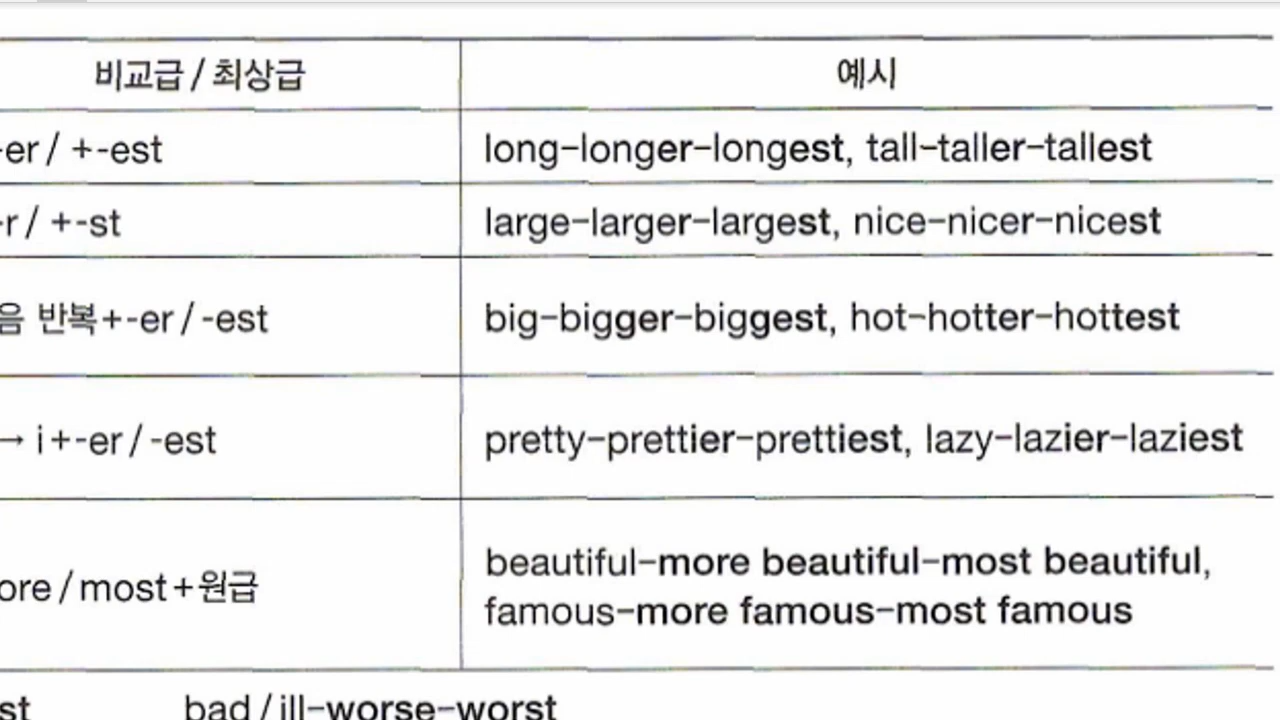 비교급 / 최상급 예시
-er / +-est long-longer-longest, tall-taller-tallest
-r / +-st large-larger-largest, nice-nicer-nicest
음 반복+-er / -est big-bigger-biggest, hot-hotter-hottest
→ i+-er / -est pretty-prettier-prettiest, lazy-lazier-laziest
ore / most+원급 beautiful-more beautiful-most beautiful,
famous-more famous-most famous
st bad / ill-worse-worst